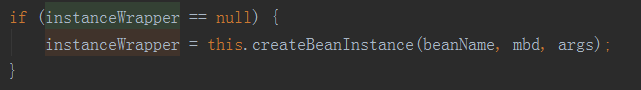 if (instanceWrapper == null) {
    instanceWrapper = this.createBeanInstance(beanName, mbd, args);
}